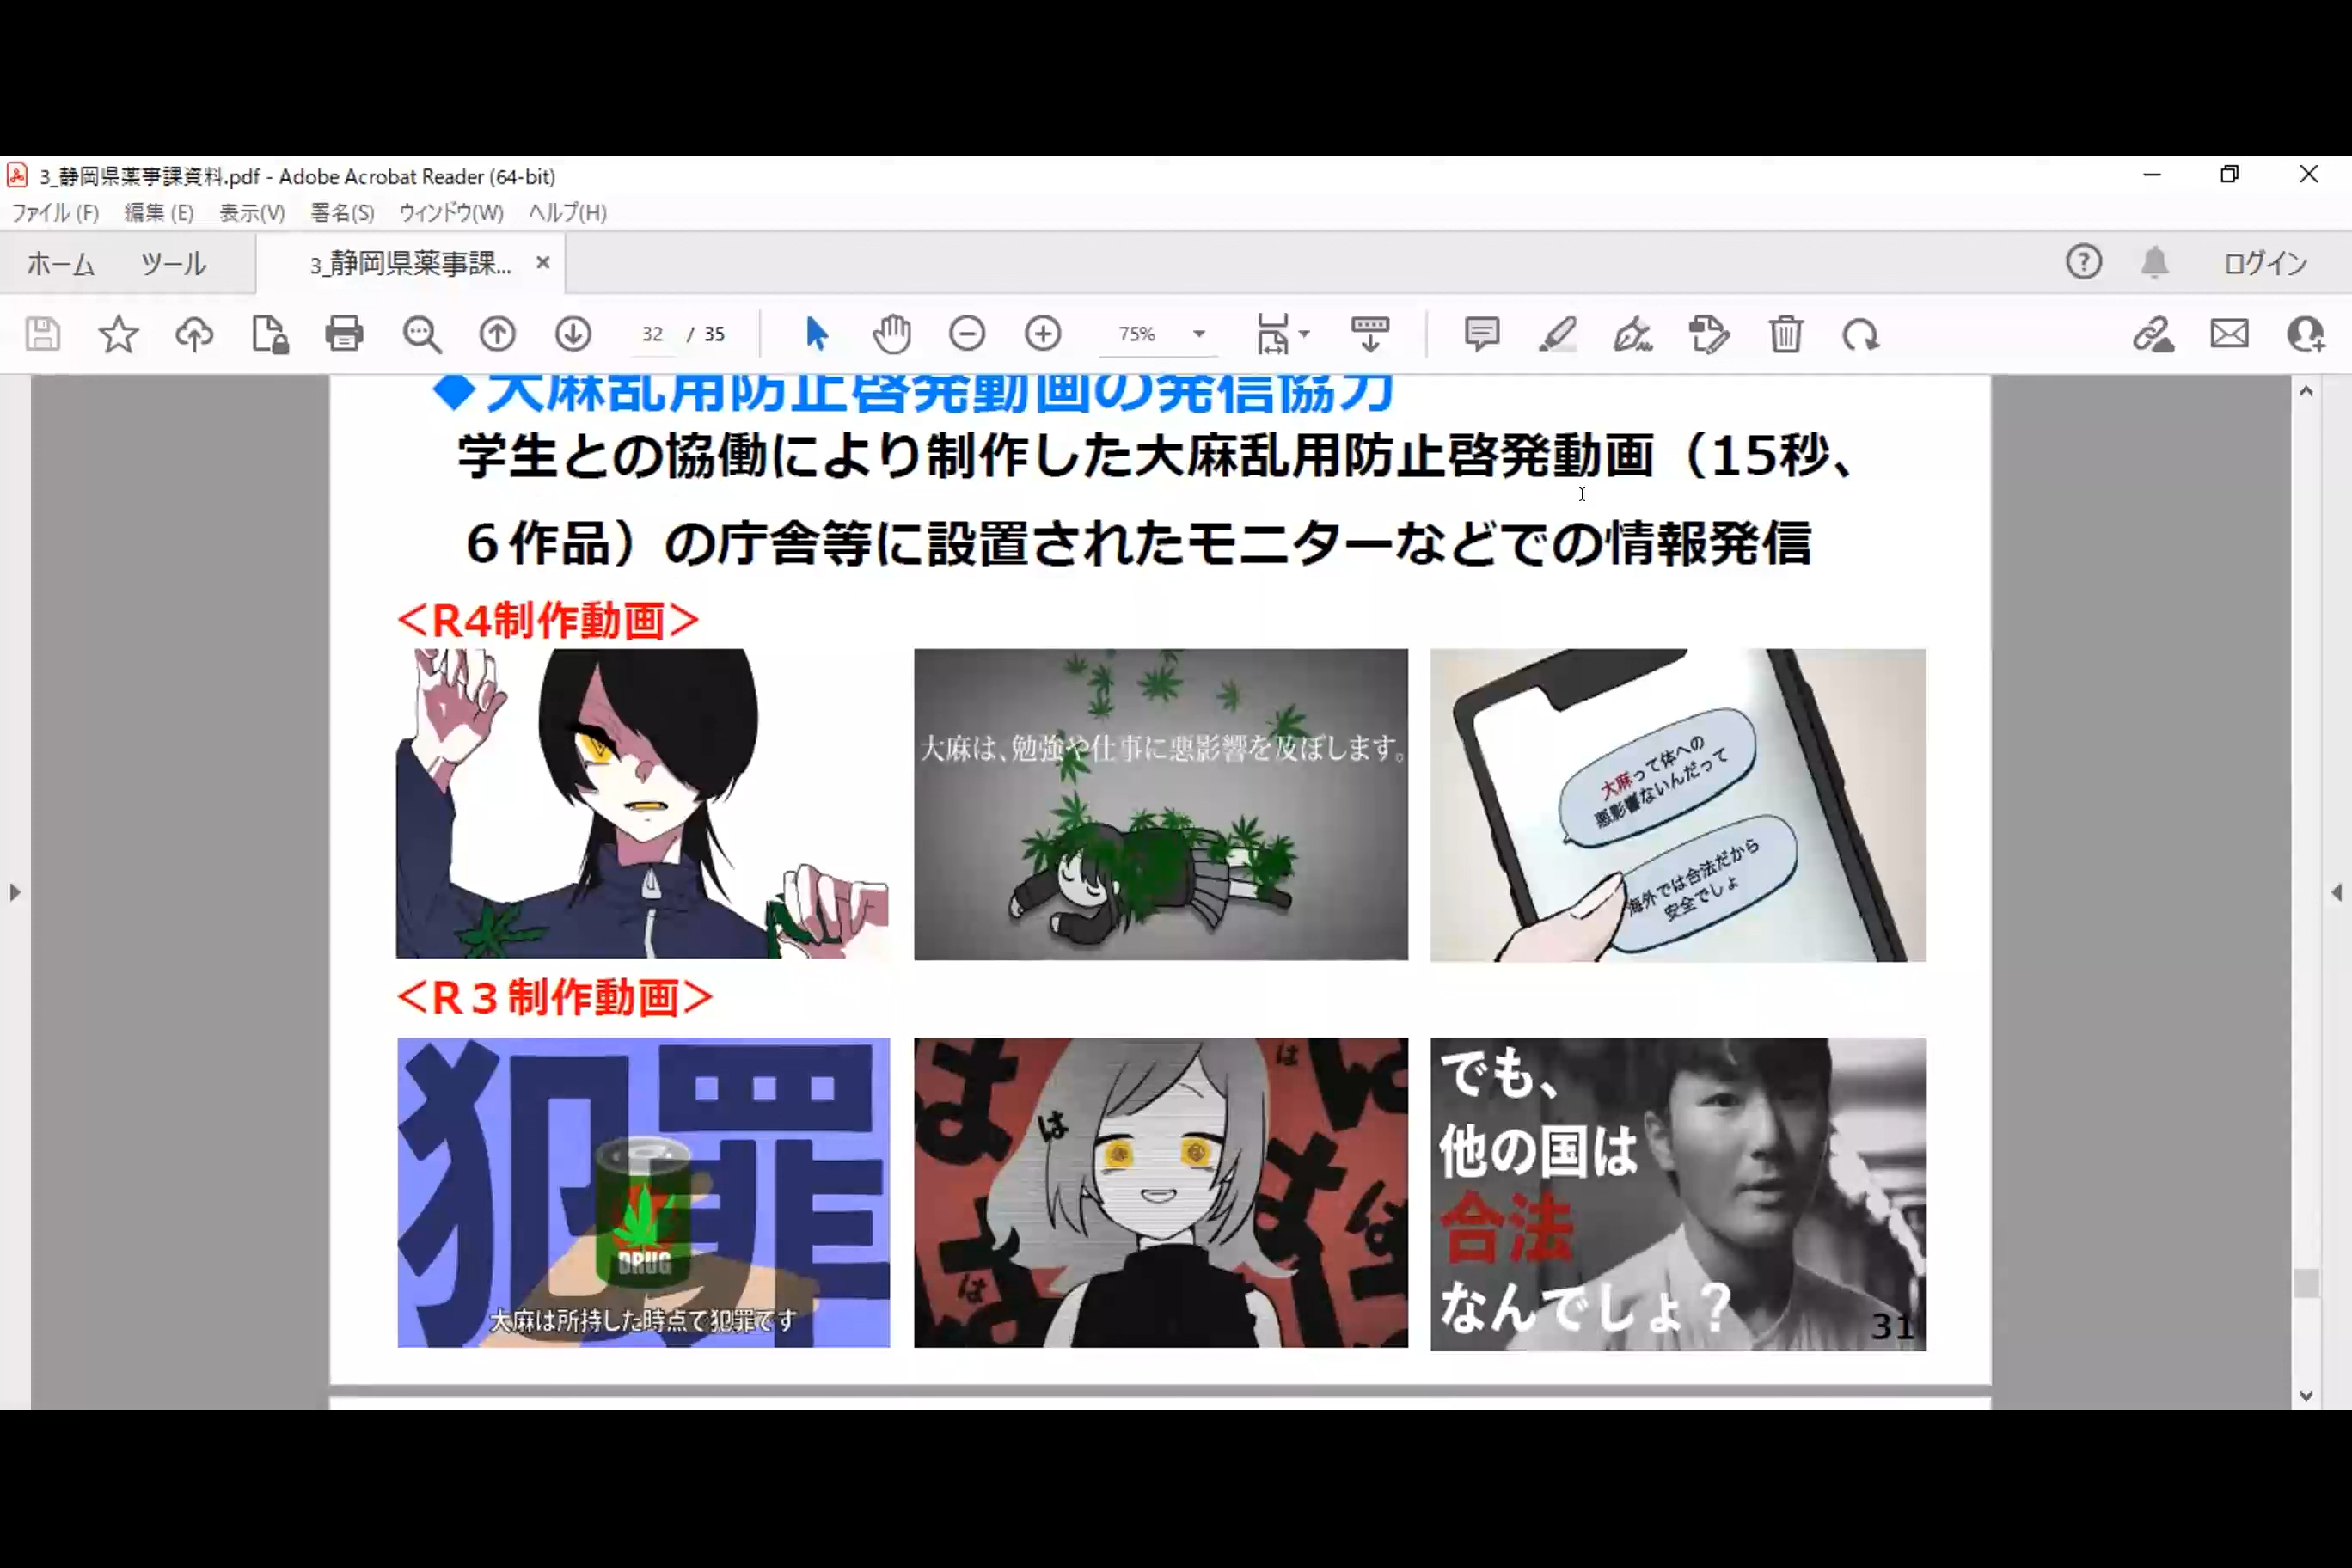 3_静岡県薬事課資料.pdf - Adobe Acrobat Reader (64-bit)
ファイル(F) 編集(E) 表示(V) 署名(S) ウィンドウ(W) ヘルプ(H)
ホーム ツール 3_静岡県薬事課... × ログイン
32 / 35 75%
◆大麻乱用防止啓発動画の発信協力
学生との協働により制作した大麻乱用防止啓発動画（15秒、
６作品）の庁舎等に設置されたモニターなどでの情報発信
＜R4制作動画＞
大麻は、勉強や仕事に悪影響を及ぼします。
大麻って体への
悪影響ないんだって
海外では合法だから
安全でしょ
＜R３制作動画＞
犯罪
DRUG
大麻は所持した時点で犯罪です
は
は
は
は
は
は
でも、
他の国は
合法
なんでしょ？
31